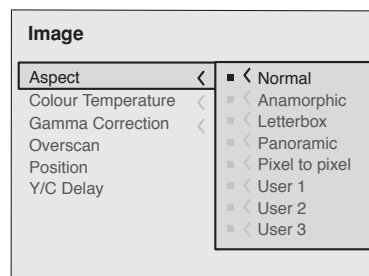 Image
Aspect
Colour Temperature
Gamma Correction
Overscan
Position
Y/C Delay
Normal
Anamorphic
Letterbox
Panoramic
Pixel to pixel
User 1
User 2
User 3